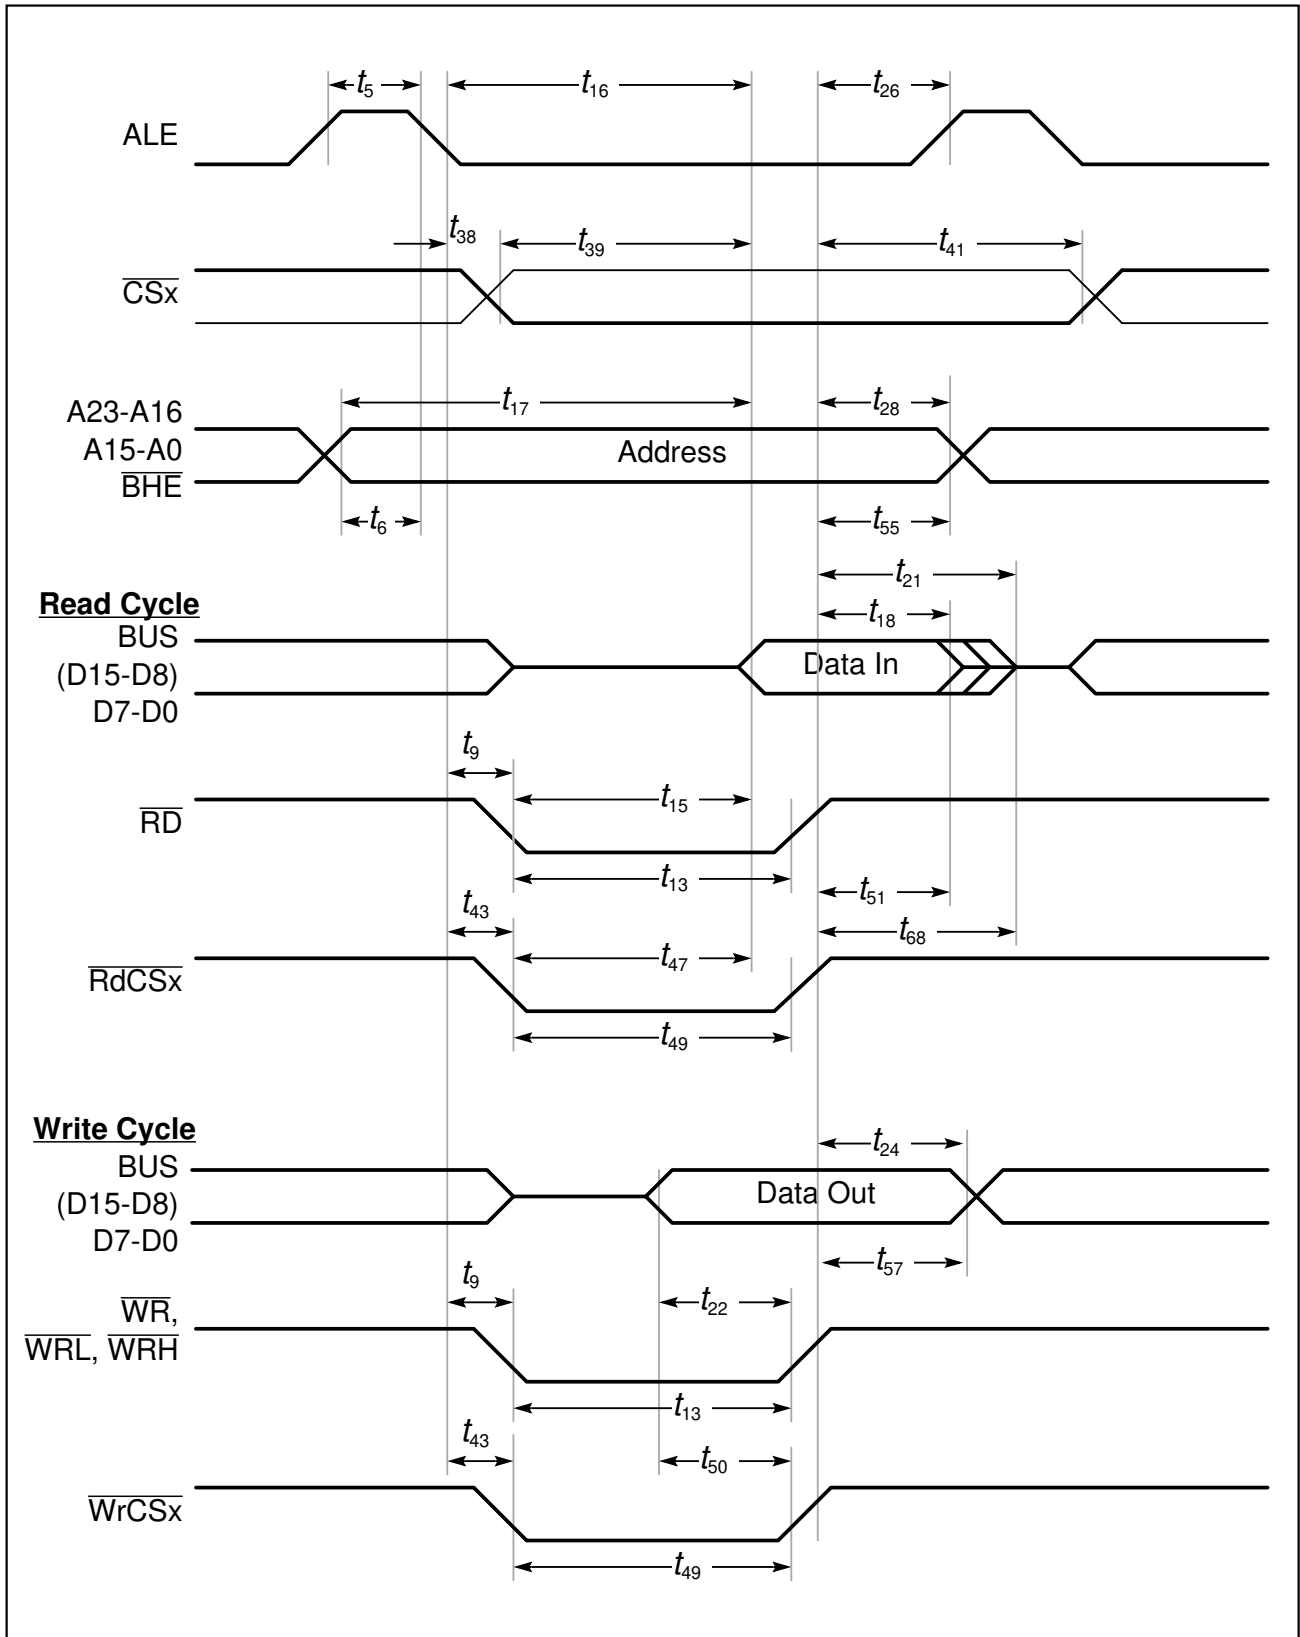 t5 t16 t26
ALE
t38 t39 t41
CSx
t17 t28
A23-A16
A15-A0
BHE
Address
t6 t55
t21
Read Cycle
t18
BUS
(D15-D8)
D7-D0
Data In
t9
t15
RD
t13
t51
t43
t68
t47
RdCSx
t49
Write Cycle
t24
BUS
(D15-D8)
D7-D0
Data Out
t57
t9
t22
WR,
WRL, WRH
t13
t43
t50
WrCSx
t49